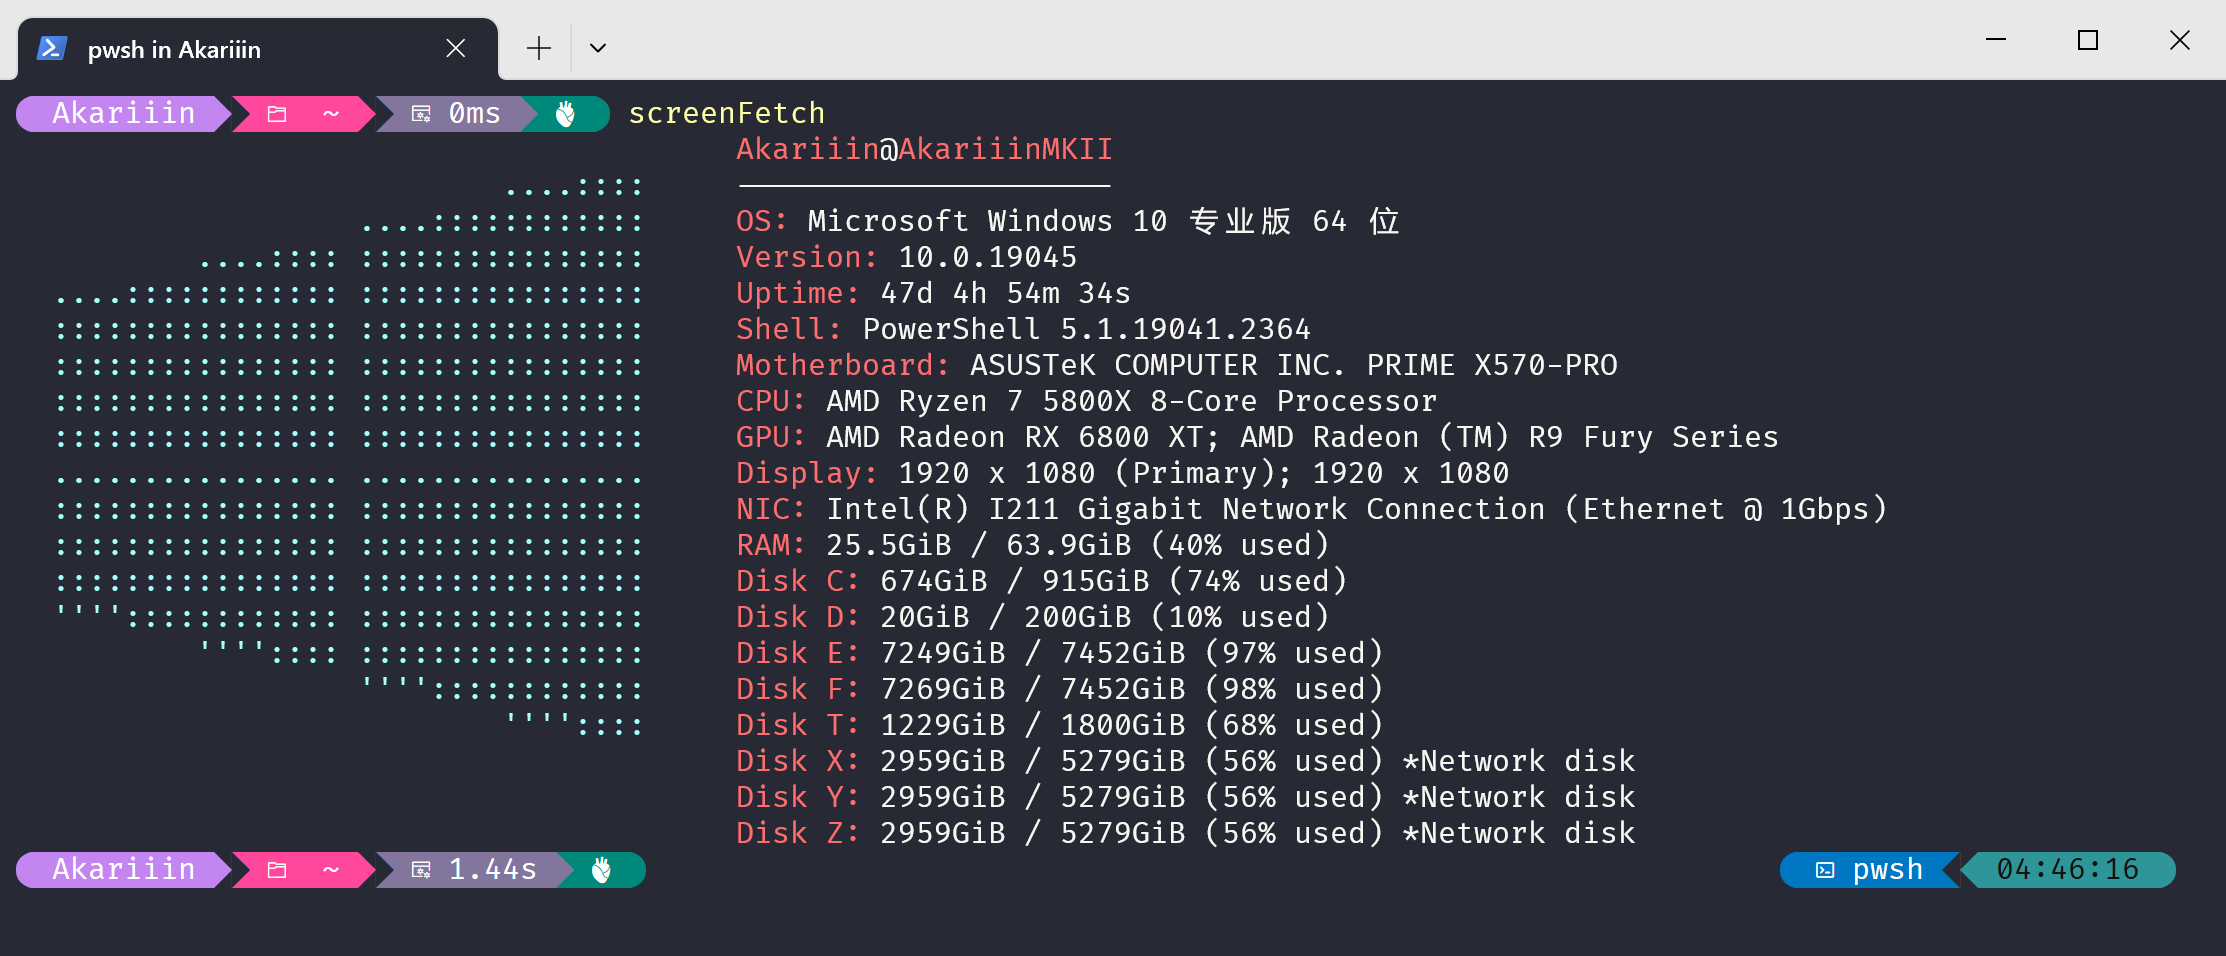 pwsh in Akariiin
Akariiin ~ 0ms screenFetch
Akariiin@AkariiinMKII
OS: Microsoft Windows 10 专业版 64 位
Version: 10.0.19045
Uptime: 47d 4h 54m 34s
Shell: PowerShell 5.1.19041.2364
Motherboard: ASUSTeK COMPUTER INC. PRIME X570-PRO
CPU: AMD Ryzen 7 5800X 8-Core Processor
GPU: AMD Radeon RX 6800 XT; AMD Radeon (TM) R9 Fury Series
Display: 1920 x 1080 (Primary); 1920 x 1080
NIC: Intel(R) I211 Gigabit Network Connection (Ethernet @ 1Gbps)
RAM: 25.5GiB / 63.9GiB (40% used)
Disk C: 674GiB / 915GiB (74% used)
Disk D: 20GiB / 200GiB (10% used)
Disk E: 7249GiB / 7452GiB (97% used)
Disk F: 7269GiB / 7452GiB (98% used)
Disk T: 1229GiB / 1800GiB (68% used)
Disk X: 2959GiB / 5279GiB (56% used) *Network disk
Disk Y: 2959GiB / 5279GiB (56% used) *Network disk
Disk Z: 2959GiB / 5279GiB (56% used) *Network disk
Akariiin ~ 1.44s pwsh 04:46:16